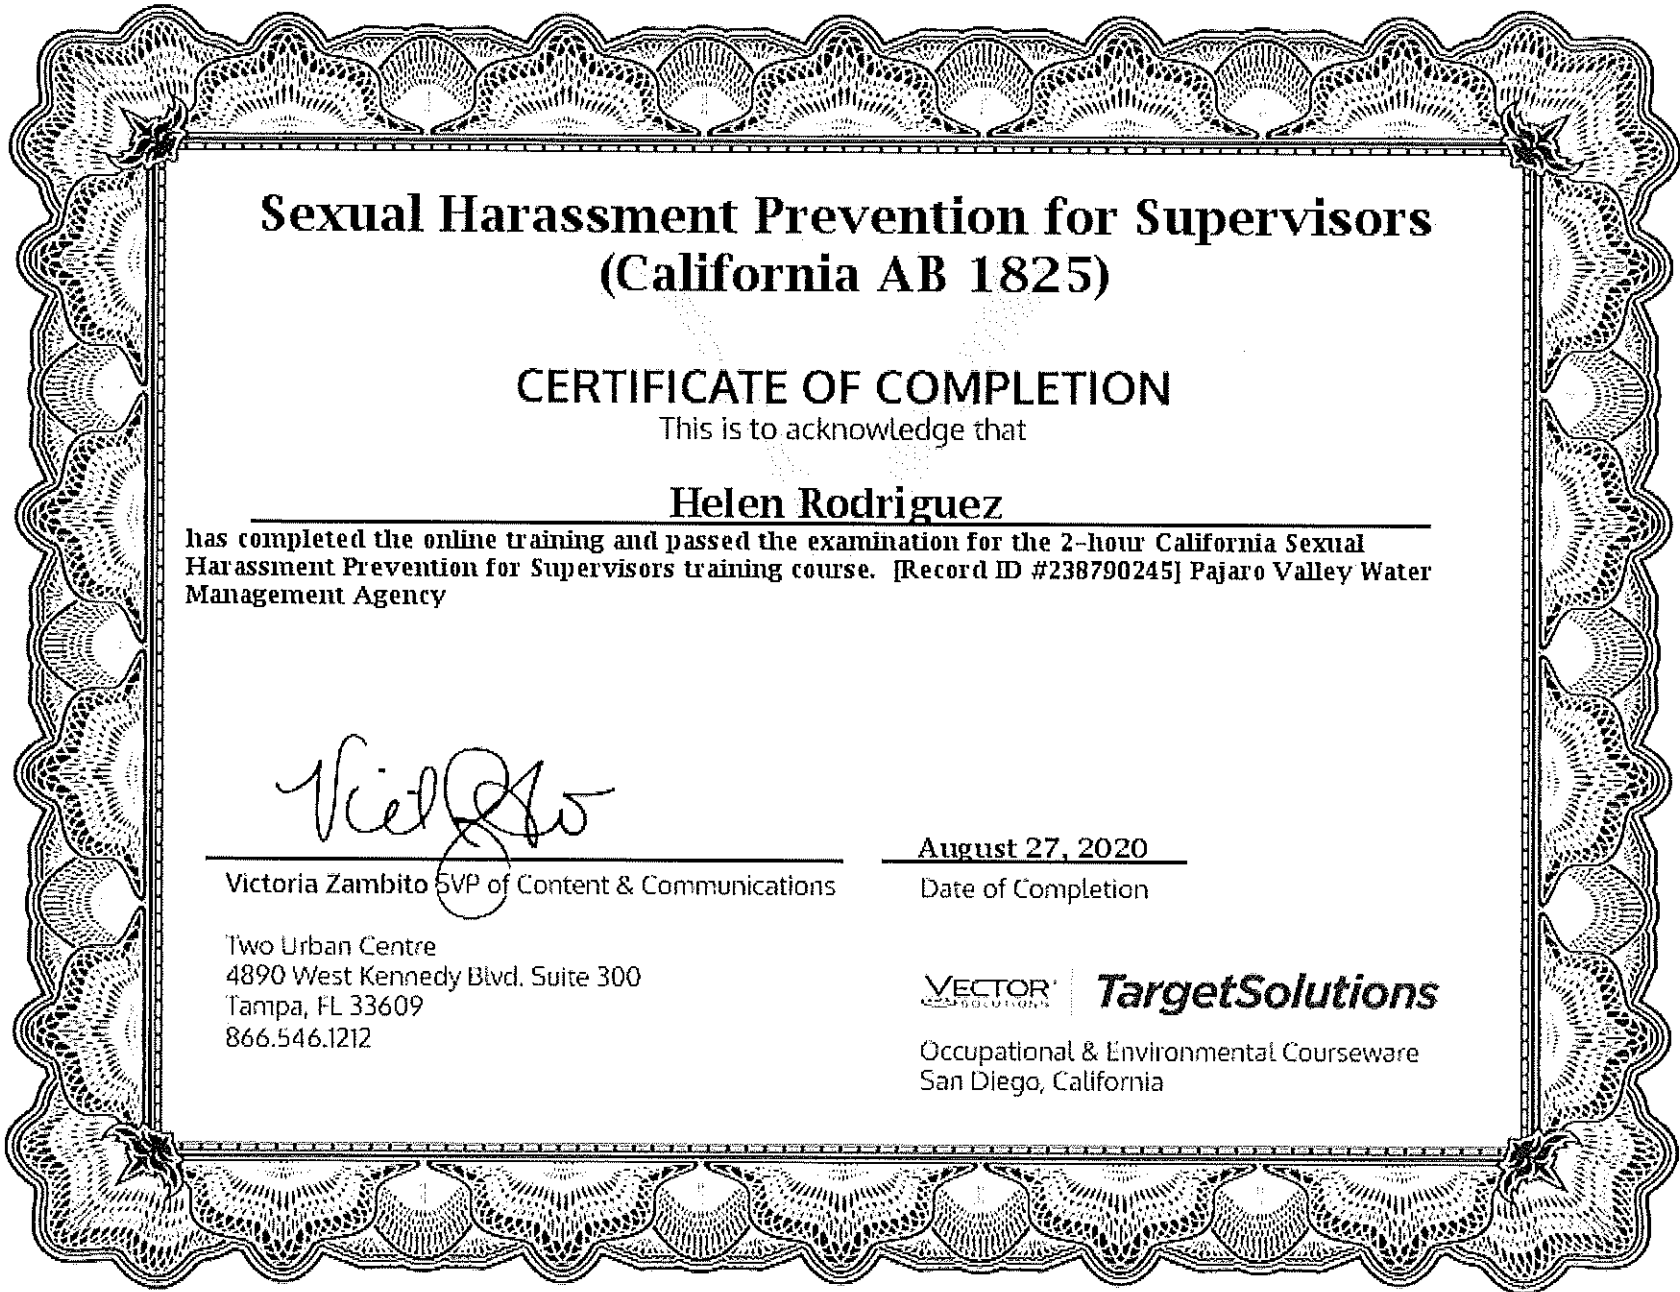 Sexual Harassment Prevention for Supervisors
(California AB 1825)
CERTIFICATE OF COMPLETION
This is to acknowledge that
Helen Rodriguez
has completed the online training and passed the examination for the 2-hour California Sexual
Harassment Prevention for Supervisors training course. [Record ID #238790245] Pajaro Valley Water
Management Agency
August 27, 2020
Victoria Zambito SVP of Content & Communications
Date of Completion
Two Urban Centre
4890 West Kennedy Blvd. Suite 300
Tampa, FL 33609
866.546.1212
VECTOR SOLUTIONS TargetSolutions
Occupational & Environmental Courseware
San Diego, California